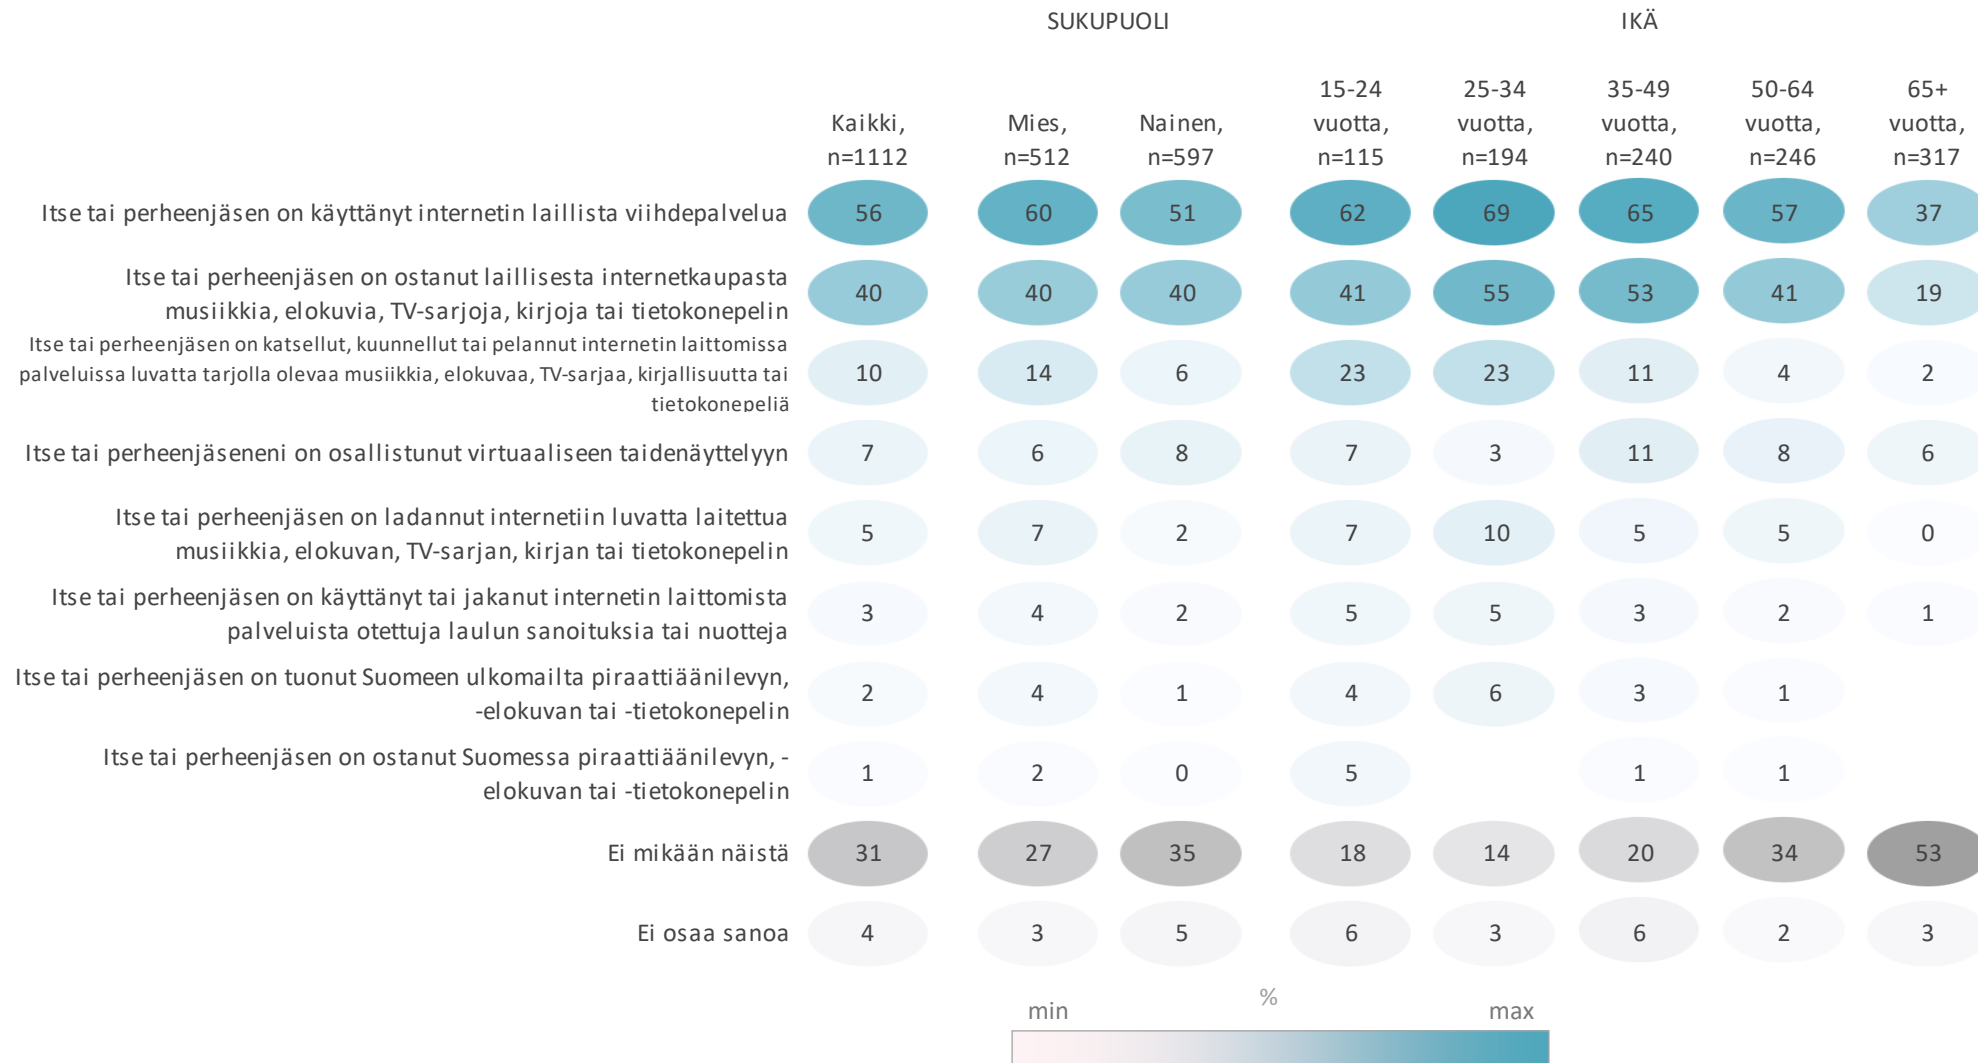 SUKUPUOLI IKÄ
15-24 25-34 35-49 50-64 65+
Kaikki, Mies, Nainen, vuotta, vuotta, vuotta, vuotta, vuotta,
n=1112 n=512 n=597 n=115 n=194 n=240 n=246 n=317
Itse tai perheenjäsen on käyttänyt internetin laillista viihdepalvelua 56 60 51 62 69 65 57 37
Itse tai perheenjäsen on ostanut laillisesta internetkaupasta
musiikkia, elokuvia, TV-sarjoja, kirjoja tai tietokonepelin 40 40 40 41 55 53 41 19
Itse tai perheenjäsen on katsellut, kuunnellut tai pelannut internetin laittomissa
palveluissa luvatta tarjolla olevaa musiikkia, elokuvaa, TV-sarjaa, kirjallisuutta tai 10 14 6 23 23 11 4 2
tietokonepeliä
Itse tai perheenjäseneni on osallistunut virtuaaliseen taidenäyttelyyn 7 6 8 7 3 11 8 6
Itse tai perheenjäsen on ladannut internetiin luvatta laitettua
musiikkia, elokuvan, TV-sarjan, kirjan tai tietokonepelin 5 7 2 7 10 5 5 0
Itse tai perheenjäsen on käyttänyt tai jakanut internetin laittomista
palveluista otettuja laulun sanoituksia tai nuotteja 3 4 2 5 5 3 2 1
Itse tai perheenjäsen on tuonut Suomeen ulkomailta piraattiäänilevyn,
-elokuvan tai -tietokonepelin 2 4 1 4 6 3 1
Itse tai perheenjäsen on ostanut Suomessa piraattiäänilevyn, -
elokuvan tai -tietokonepelin 1 2 0 5 1 1
Ei mikään näistä 31 27 35 18 14 20 34 53
Ei osaa sanoa 4 3 5 6 3 6 2 3
%
min max